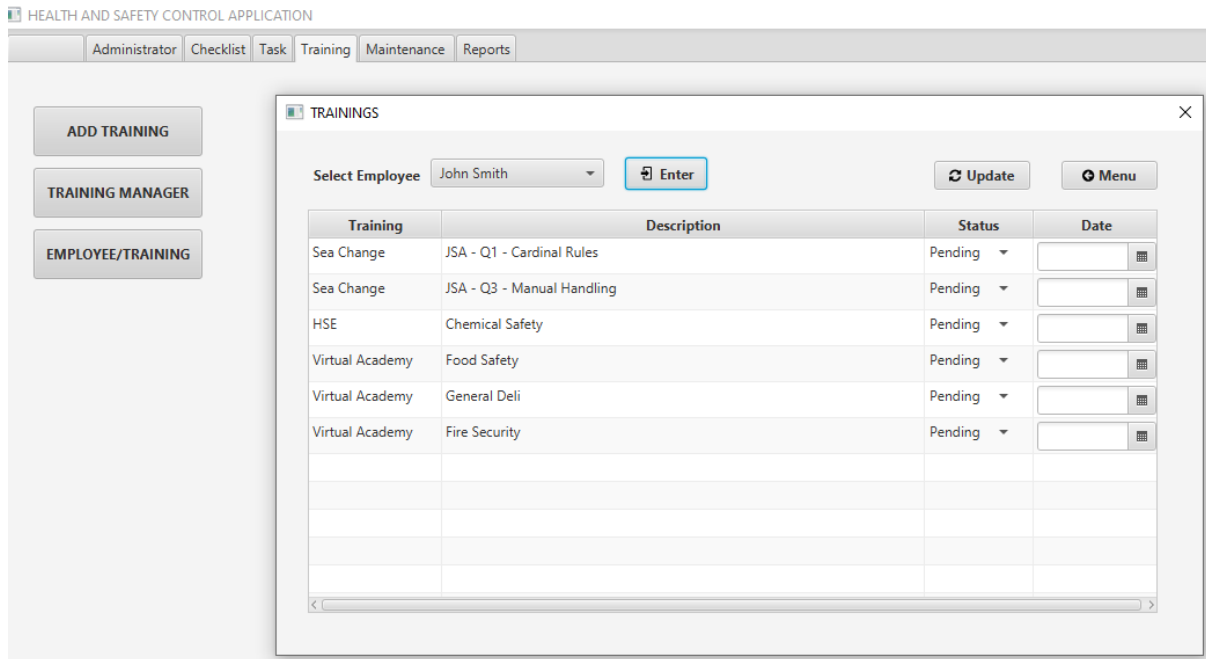 HEALTH AND SAFETY CONTROL APPLICATION
Administrator Checklist Task Training Maintenance Reports
ADD TRAINING
TRAINING MANAGER
EMPLOYEE/TRAINING
TRAININGS
Select Employee John Smith Enter Update Menu
Training Description Status Date
Sea Change JSA - Q1 - Cardinal Rules Pending
Sea Change JSA - Q3 - Manual Handling Pending
HSE Chemical Safety Pending
Virtual Academy Food Safety Pending
Virtual Academy General Deli Pending
Virtual Academy Fire Security Pending